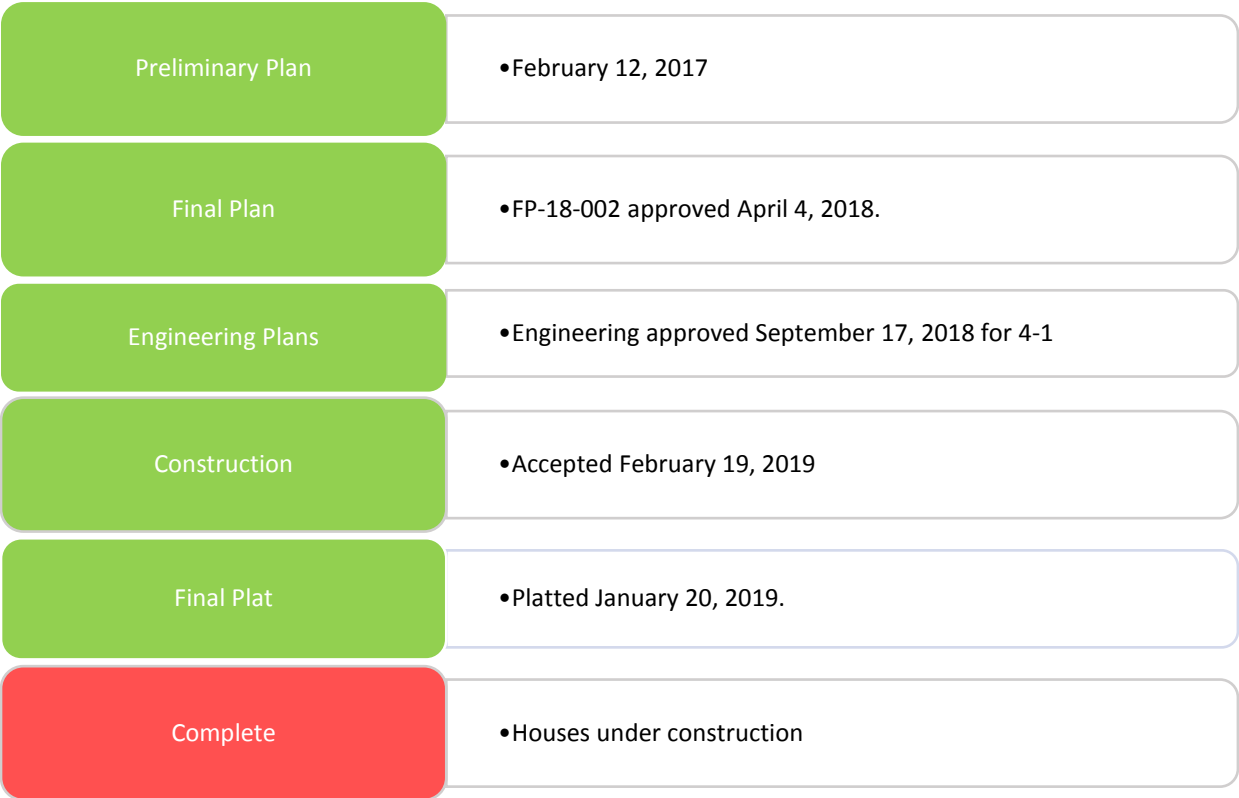 Preliminary Plan
•February 12, 2017
Final Plan
•FP-18-002 approved April 4, 2018.
Engineering Plans
•Engineering approved September 17, 2018 for 4-1
Construction
•Accepted February 19, 2019
Final Plat
•Platted January 20, 2019.
Complete
•Houses under construction